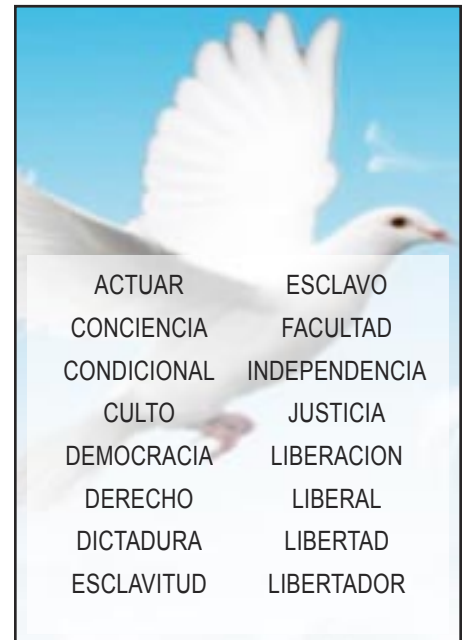 ACTUAR
CONCIENCIA
CONDICIONAL
CULTO
DEMOCRACIA
DERECHO
DICTADURA
ESCLAVITUD
ESCLAVO
FACULTAD
INDEPENDENCIA
JUSTICIA
LIBERACION
LIBERAL
LIBERTAD
LIBERTADOR